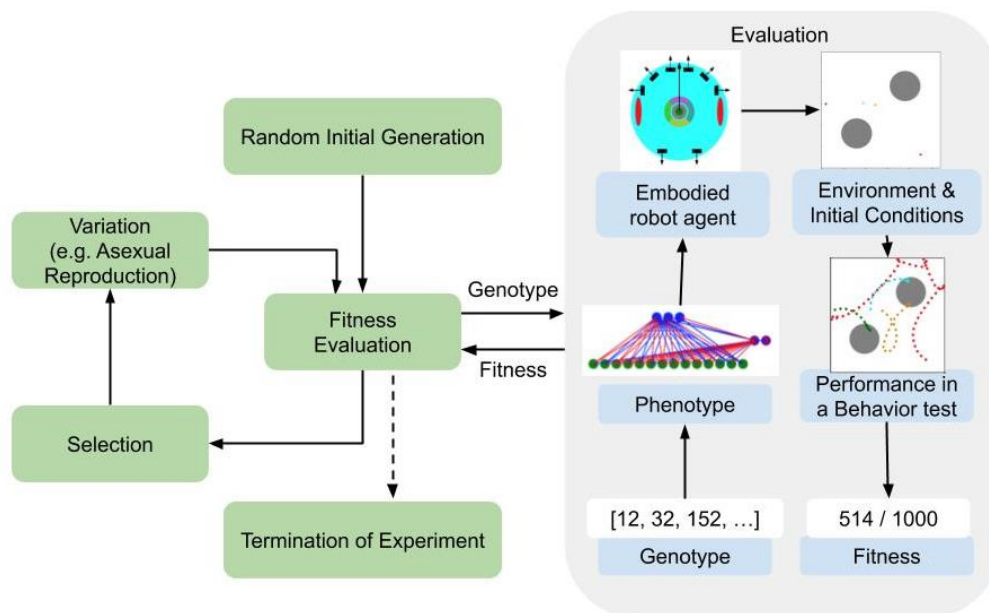 Evaluation
Random Initial Generation
Variation
(e.g. Asexual
Reproduction)
Fitness
Evaluation
Selection
Termination of Experiment
Genotype
Fitness
Embodied
robot agent
Environment &
Initial Conditions
Phenotype
Performance in
a Behavior test
[12, 32, 152, …]
Genotype
514 / 1000
Fitness